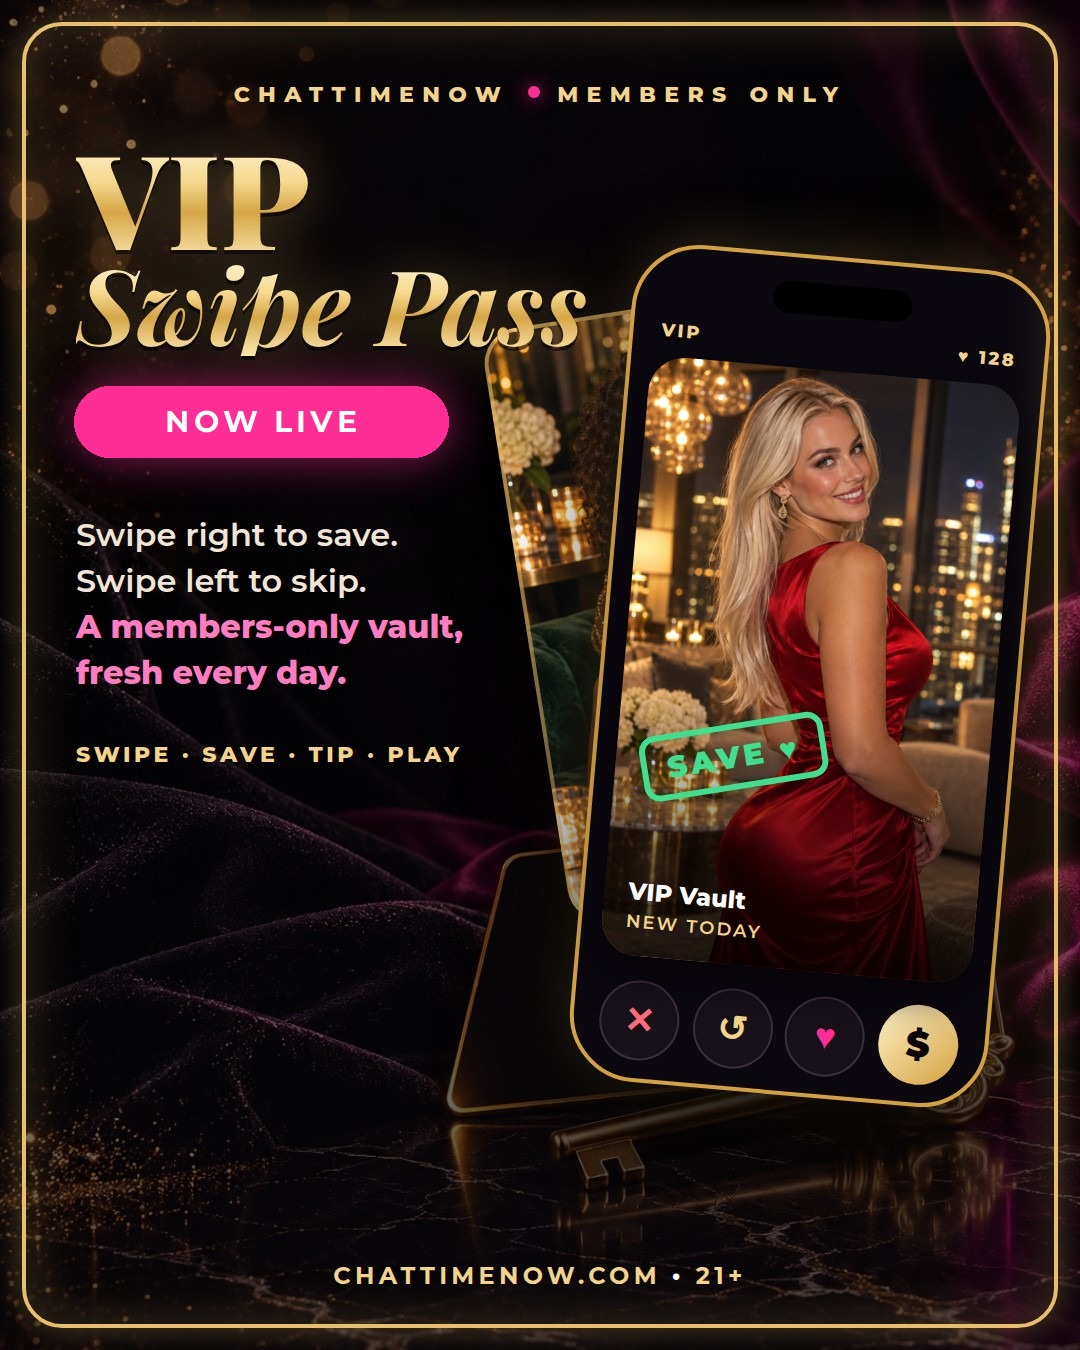 CHATTIMENOW • MEMBERS ONLY
VIP
Swipe Pass
NOW LIVE
Swipe right to save.
Swipe left to skip.
A members-only vault,
fresh every day.
SWIPE · SAVE · TIP · PLAY
VIP
♥ 128
SAVE ♥
VIP Vault
NEW TODAY
✕ ↺ ♥ $
CHATTIMENOW.COM • 21+